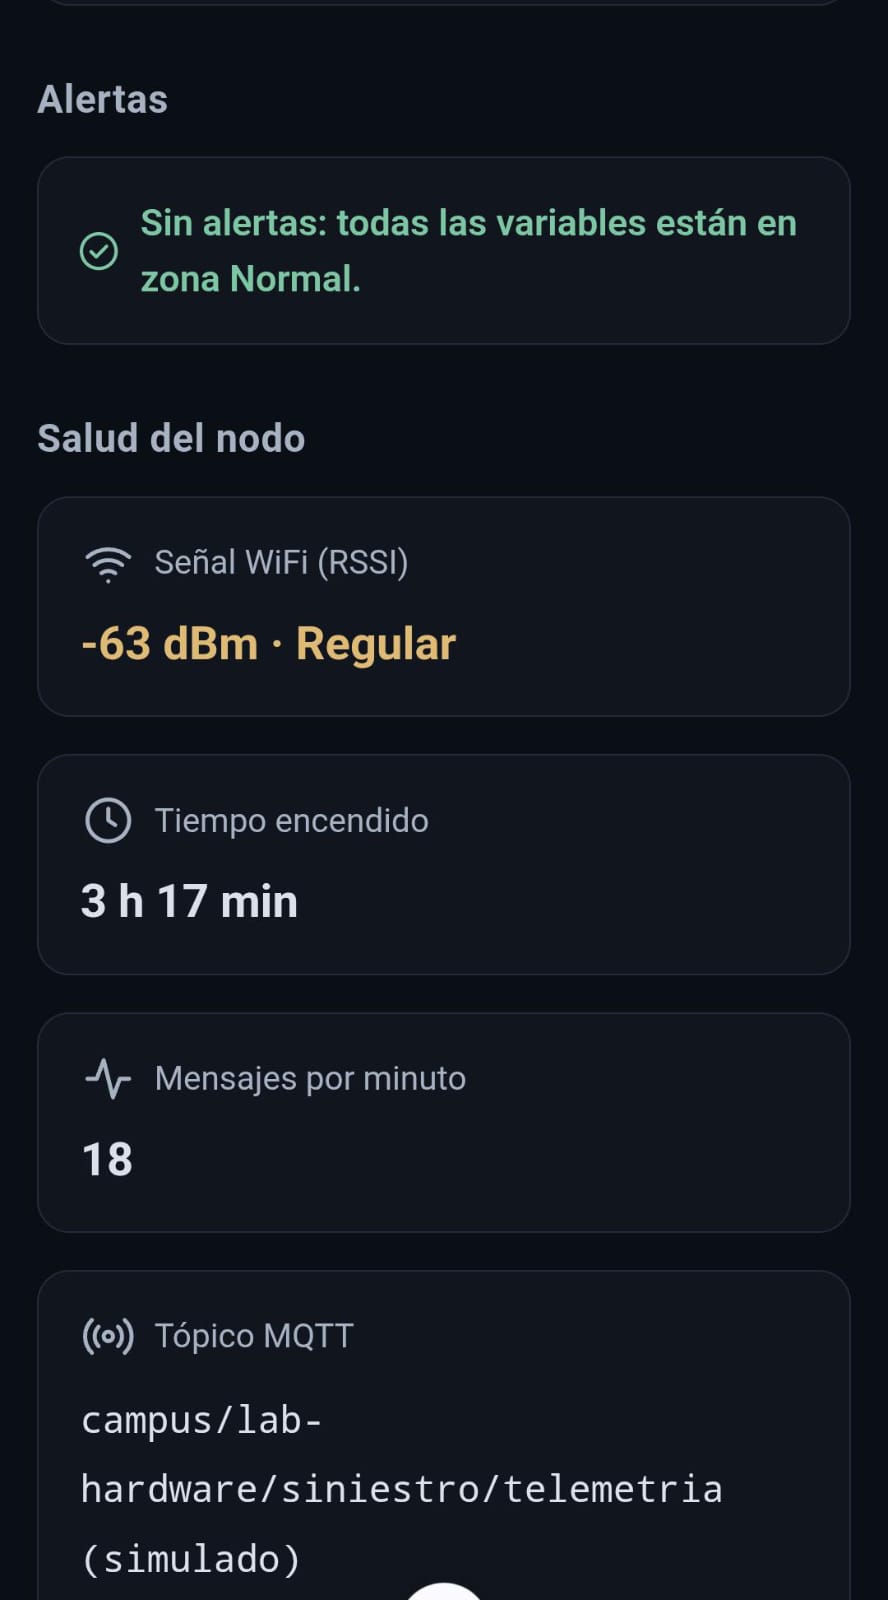 Alertas
Sin alertas: todas las variables están en
zona Normal.
Salud del nodo
Señal WiFi (RSSI)
-63 dBm · Regular
Tiempo encendido
3 h 17 min
Mensajes por minuto
18
Tópico MQTT
campus/lab-
hardware/siniestro/telemetria
(simulado)